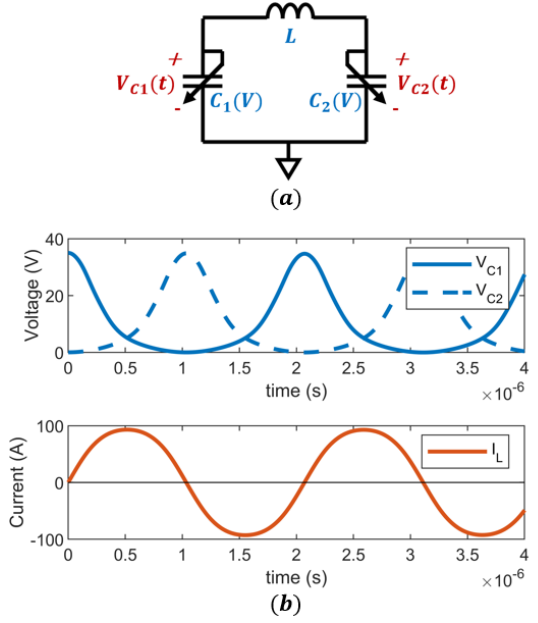 L
+ +
V_C1(t) V_C2(t)
- C_1(V) C_2(V) -
(a)
40
20
0
Voltage (V)
V_C1
V_C2
0 0.5 1 1.5 2 2.5 3 3.5 4
time (s) ×10^-6
100
0
-100
Current (A)
I_L
0 0.5 1 1.5 2 2.5 3 3.5 4
time (s) ×10^-6
(b)